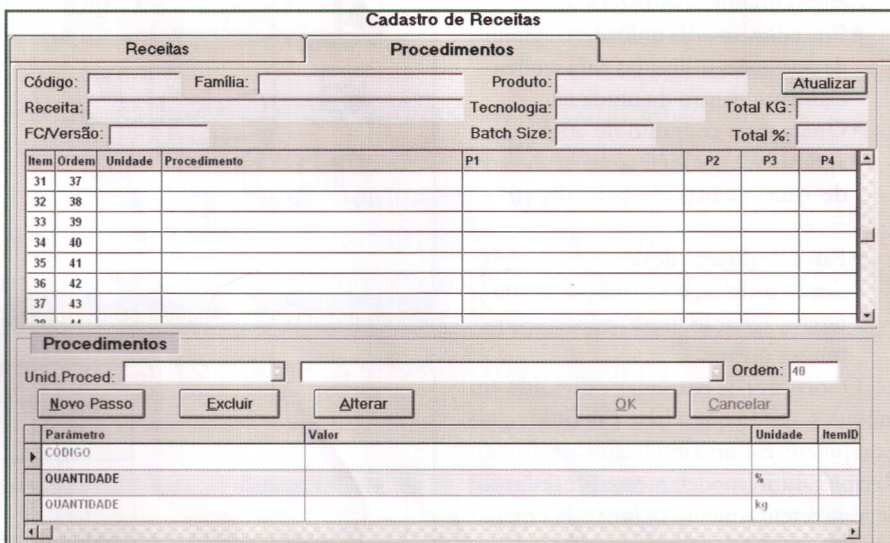 Cadastro de Receitas
Receitas Procedimentos
Código: Família: Produto: Atualizar
Receita: Tecnologia: Total KG:
FC/Versão: Batch Size: Total %:
Item Ordem Unidade Procedimento P1 P2 P3 P4
31 37
32 38
33 39
34 40
35 41
36 42
37 43
38 44
Procedimentos
Unid.Proced: Ordem: 40
Novo Passo Excluir Alterar OK Cancelar
Parâmetro Valor Unidade ItemID
CÓDIGO
QUANTIDADE %
QUANTIDADE kg